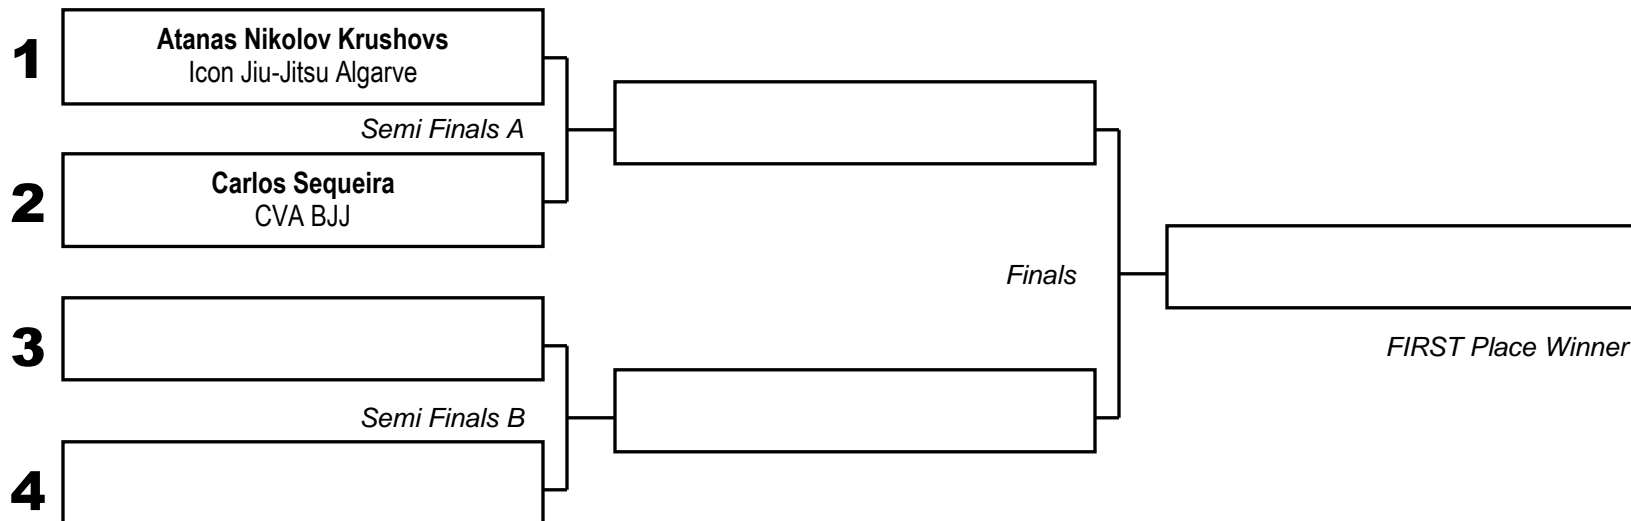 1
Atanas Nikolov Krushovs
Icon Jiu-Jitsu Algarve
Semi Finals A
2
Carlos Sequeira
CVA BJJ
Finals
3
FIRST Place Winner
Semi Finals B
4